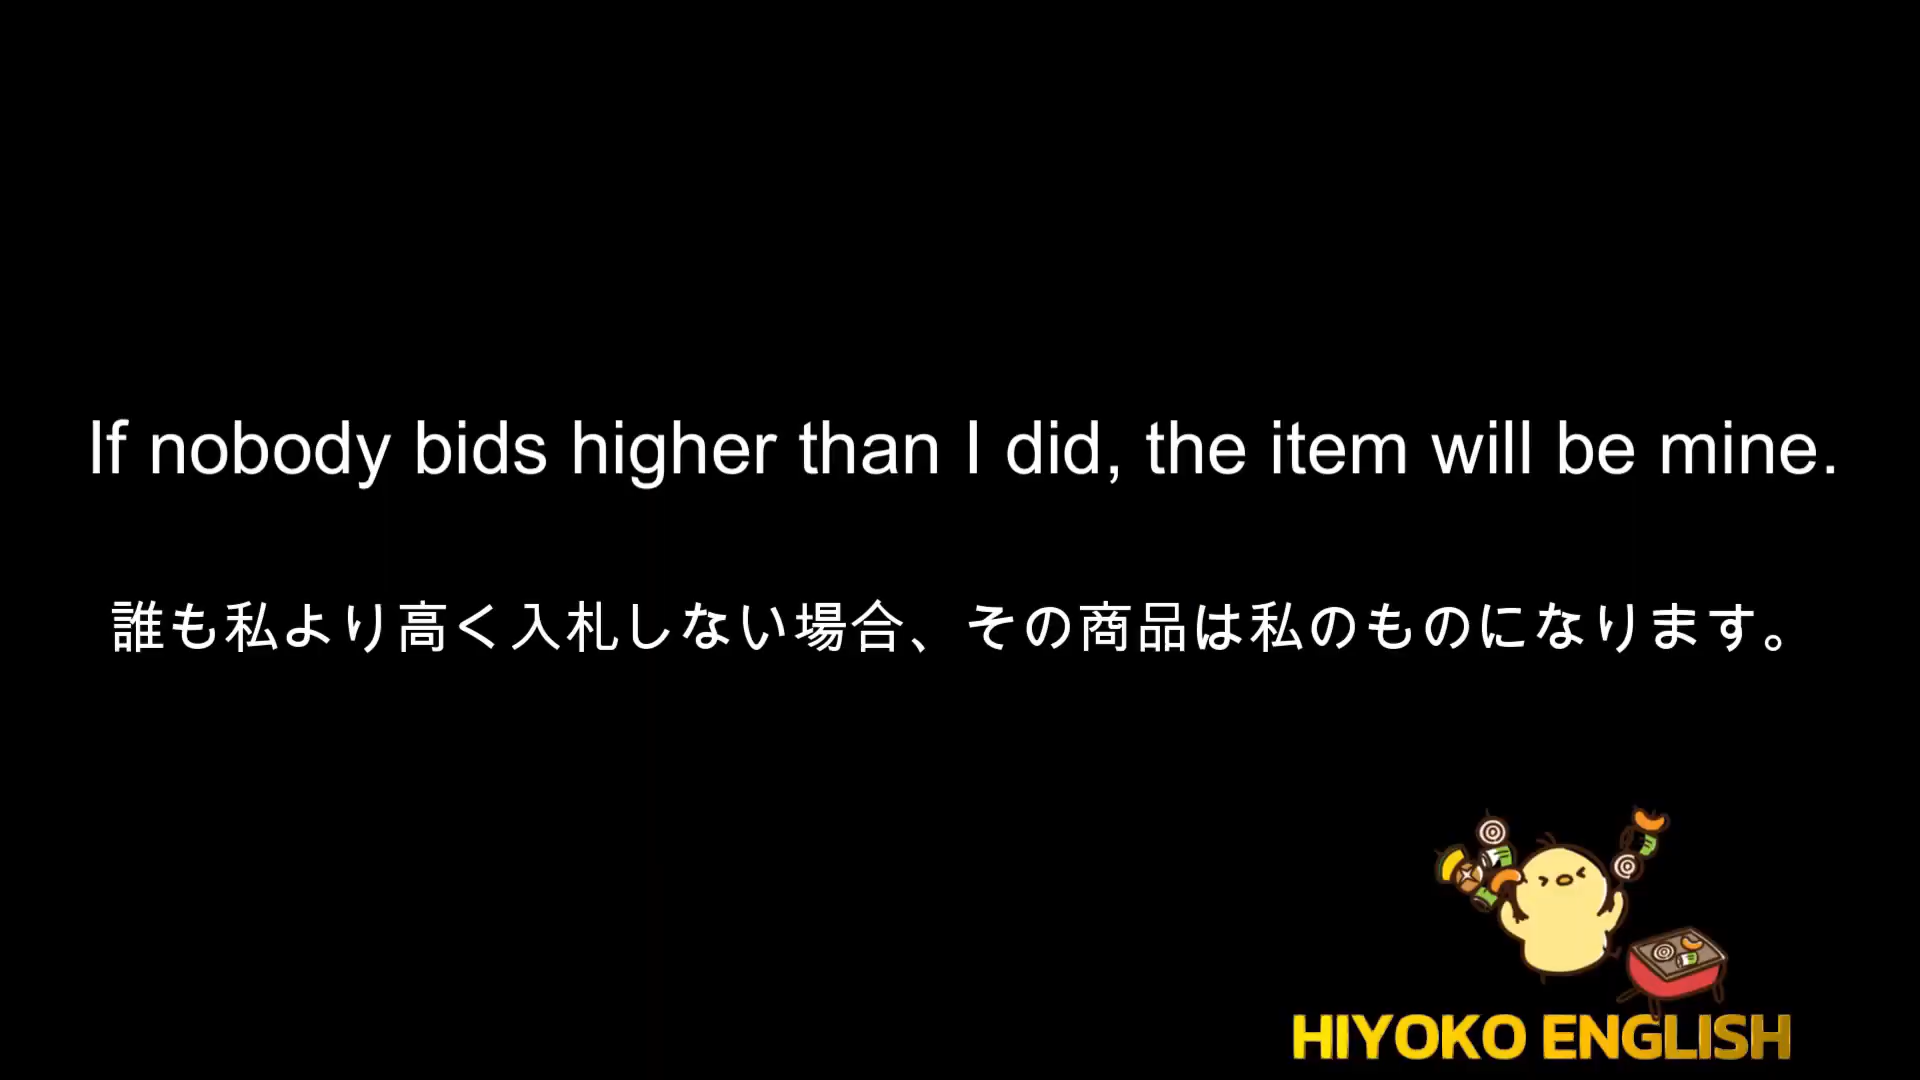 If nobody bids higher than I did, the item will be mine.
誰も私より高く入札しない場合、その商品は私のものになります。
HIYOKO ENGLISH